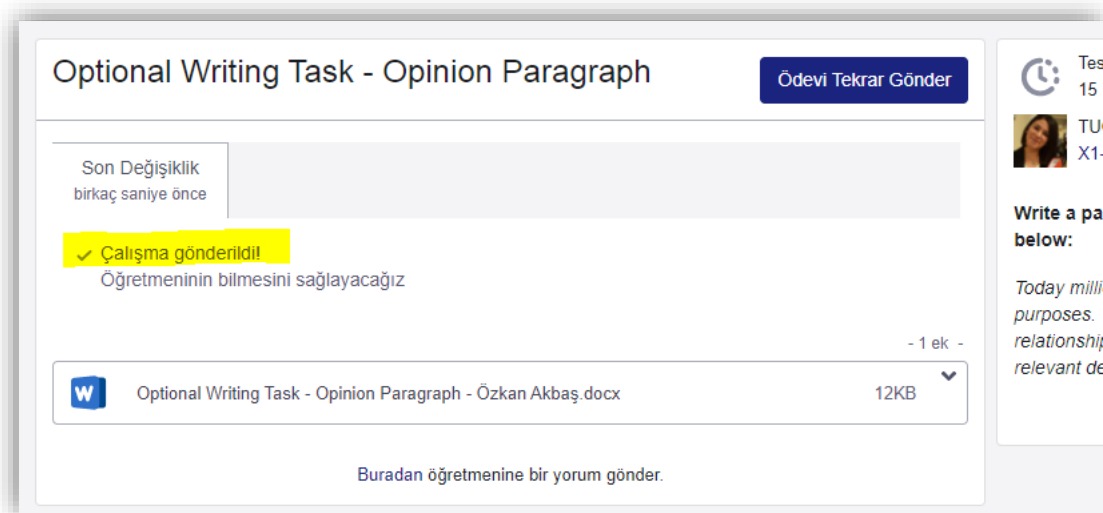 Optional Writing Task - Opinion Paragraph
Ödevi Tekrar Gönder
Son Değişiklik
birkaç saniye önce
Çalışma gönderildi!
Öğretmeninin bilmesini sağlayacağız
- 1 ek -
Optional Writing Task - Opinion Paragraph - Özkan Akbaş.docx
12KB
Buradan öğretmenine bir yorum gönder.
Tes
15
X1-
Write a pa
below:
Today milli
purposes.
relationship
relevant de